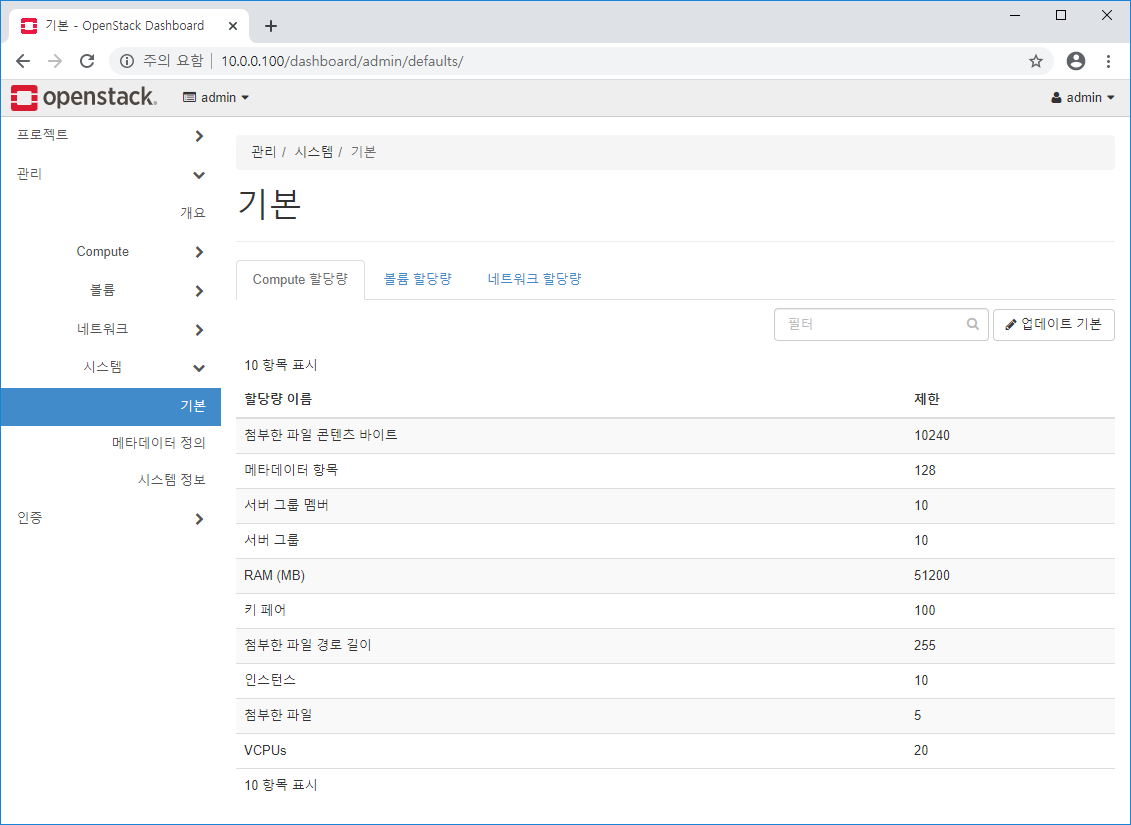 기본 - OpenStack Dashboard
주의 요함 | 10.0.0.100/dashboard/admin/defaults/
openstack. admin admin
프로젝트
관리
개요
Compute
볼륨
네트워크
시스템
기본
메타데이터 정의
시스템 정보
인증
관리 / 시스템 / 기본
기본
Compute 할당량 볼륨 할당량 네트워크 할당량
필터 업데이트 기본
10 항목 표시
할당량 이름 제한
첨부한 파일 콘텐츠 바이트 10240
메타데이터 항목 128
서버 그룹 멤버 10
서버 그룹 10
RAM (MB) 51200
키 페어 100
첨부한 파일 경로 길이 255
인스턴스 10
첨부한 파일 5
VCPUs 20
10 항목 표시